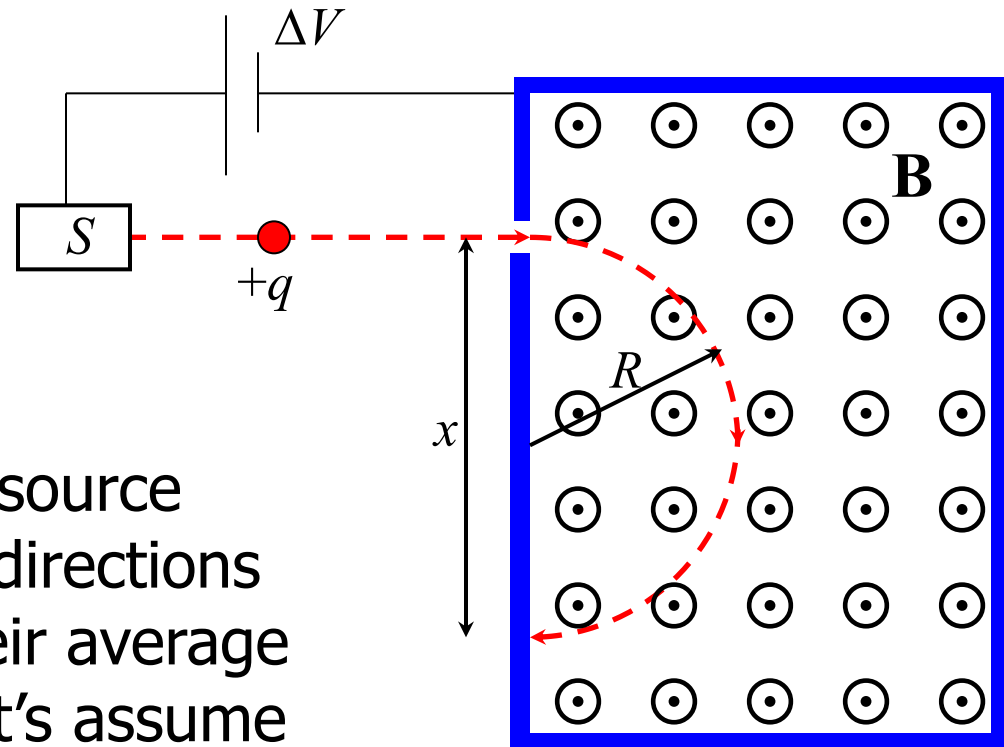 ΔV
B
S
+q
R
x
source
directions
eir average
t’s assume